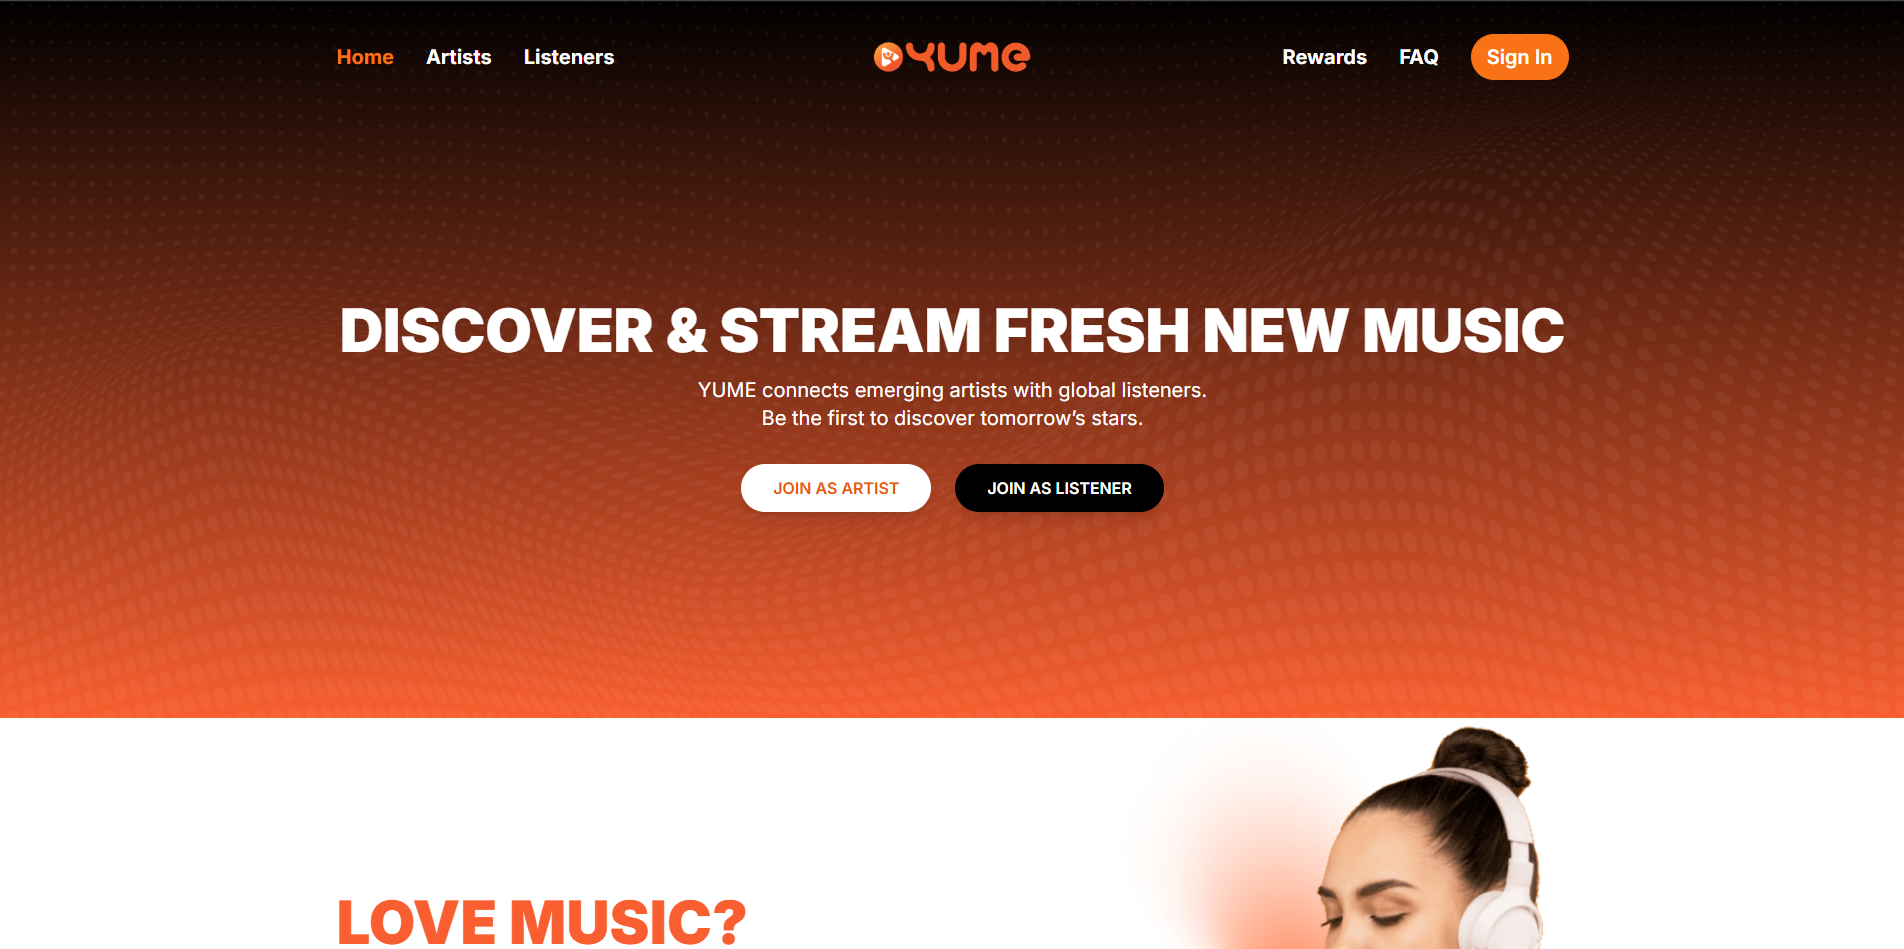 Home Artists Listeners YUME Rewards FAQ Sign In
DISCOVER & STREAM FRESH NEW MUSIC
YUME connects emerging artists with global listeners.
Be the first to discover tomorrow’s stars.
JOIN AS ARTIST JOIN AS LISTENER
LOVE MUSIC?